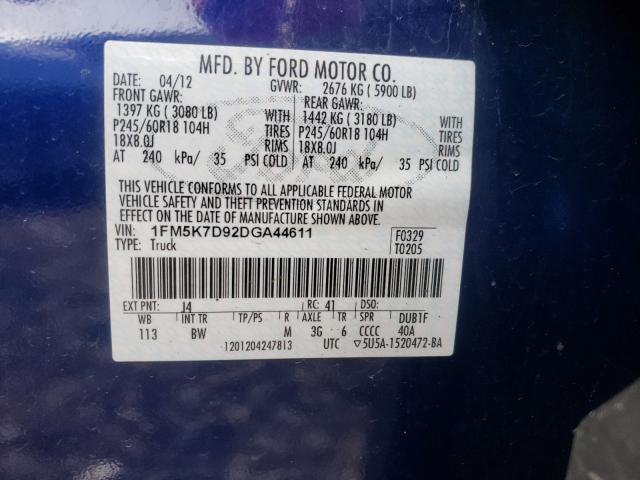 MFD. BY FORD MOTOR CO.
DATE: 04/12 GVWR: 2676 KG ( 5900 LB)
FRONT GAWR: REAR GAWR:
1397 KG ( 3080 LB) WITH 1442 KG ( 3180 LB) WITH
P245/60R18 104H TIRES P245/60R18 104H TIRES
18X8.0J RIMS 18X8.0J RIMS
AT 240 kPa/ 35 PSI COLD AT 240 kPa/ 35 PSI COLD
THIS VEHICLE CONFORMS TO ALL APPLICABLE FEDERAL MOTOR
VEHICLE SAFETY AND THEFT PREVENTION STANDARDS IN
EFFECT ON THE DATE OF MANUFACTURE SHOWN ABOVE.
VIN: 1FM5K7D92DGA44611 F0329
TYPE: Truck T0205
EXT PNT: J4 RC: 41 DSO:
WB INT TR TP/PS R AXLE TR SPR DUB1F
113 BW M 3G 6 CCCC 40A
1201204247813 UTC ▽5U5A-1520472-BA
Ford